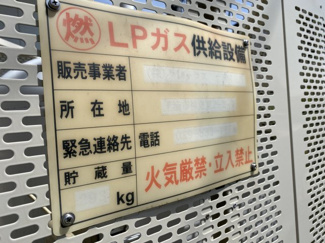 燃 LPガス供給設備
販売事業者
所在地
緊急連絡先 電話
貯蔵量 kg
火気厳禁・立入禁止